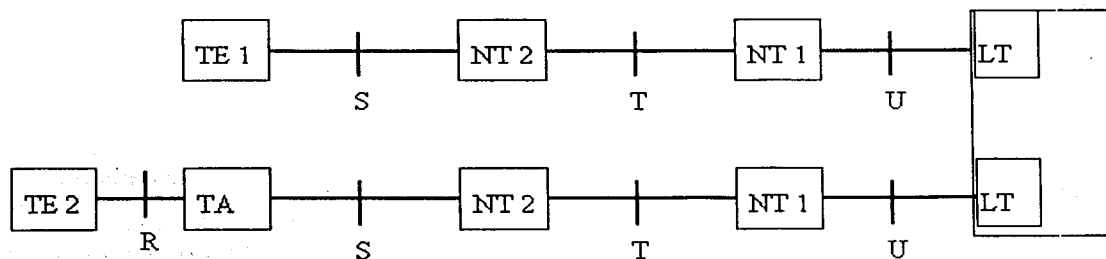 TE 1 NT 2 NT 1 LT
S T U
TE 2 TA NT 2 NT 1 LT
R S T U